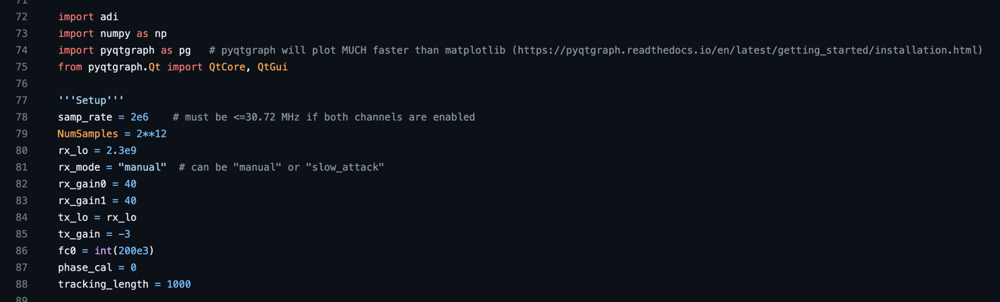 72 import adi
73 import numpy as np
74 import pyqtgraph as pg   # pyqtgraph will plot MUCH faster than matplotlib (https://pyqtgraph.readthedocs.io/en/latest/getting_started/installation.html)
75 from pyqtgraph.Qt import QtCore, QtGui
76
77 '''Setup'''
78 samp_rate = 2e6    # must be <=30.72 MHz if both channels are enabled
79 NumSamples = 2**12
80 rx_lo = 2.3e9
81 rx_mode = "manual"  # can be "manual" or "slow_attack"
82 rx_gain0 = 40
83 rx_gain1 = 40
84 tx_lo = rx_lo
85 tx_gain = -3
86 fc0 = int(200e3)
87 phase_cal = 0
88 tracking_length = 1000
89